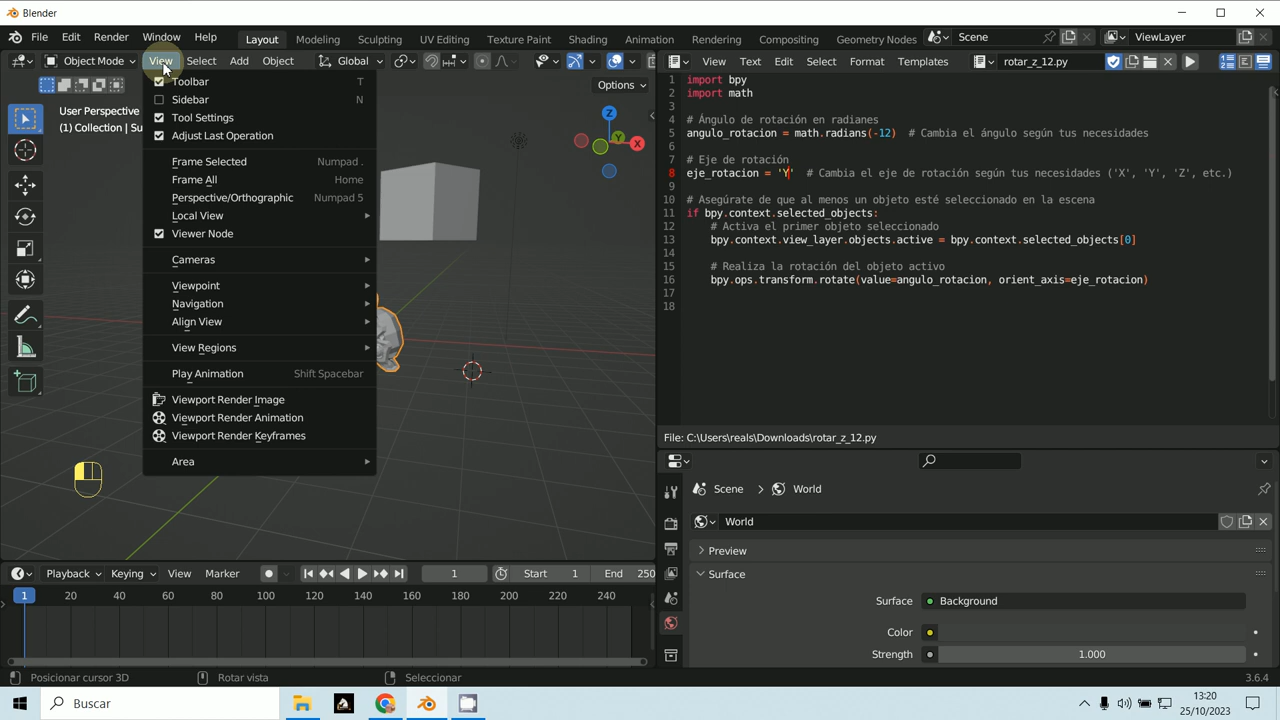 Blender
File Edit Render Window Help
Layout Modeling Sculpting UV Editing Texture Paint Shading Animation Rendering Compositing Geometry Nodes
Scene
ViewLayer
Object Mode View Select Add Object Global
Options
User Perspective
(1) Collection | Su
Z
Y
X
Toolbar T
Sidebar N
Tool Settings
Adjust Last Operation
Frame Selected Numpad .
Frame All Home
Perspective/Orthographic Numpad 5
Local View
Viewer Node
Cameras
Viewpoint
Navigation
Align View
View Regions
Play Animation Shift Spacebar
Viewport Render Image
Viewport Render Animation
Viewport Render Keyframes
Area
View Text Edit Select Format Templates rotar_z_12.py
1 import bpy
2 import math
3
4 # Ángulo de rotación en radianes
5 angulo_rotacion = math.radians(-12) # Cambia el ángulo según tus necesidades
6
7 # Eje de rotación
8 eje_rotacion = 'Y' # Cambia el eje de rotación según tus necesidades ('X', 'Y', 'Z', etc.)
9
10 # Asegúrate de que al menos un objeto esté seleccionado en la escena
11 if bpy.context.selected_objects:
12 # Activa el primer objeto seleccionado
13 bpy.context.view_layer.objects.active = bpy.context.selected_objects[0]
14
15 # Realiza la rotación del objeto activo
16 bpy.ops.transform.rotate(value=angulo_rotacion, orient_axis=eje_rotacion)
17
18
File: C:\Users\reals\Downloads\rotar_z_12.py
Scene > World
World
Preview
Surface
Surface Background
Color
Strength 1.000
Playback Keying View Marker 1 Start 1 End 250
1 20 40 60 80 100 120 140 160 180 200 220 240
Posicionar cursor 3D Rotar vista Seleccionar 3.6.4
Buscar
13:20
25/10/2023